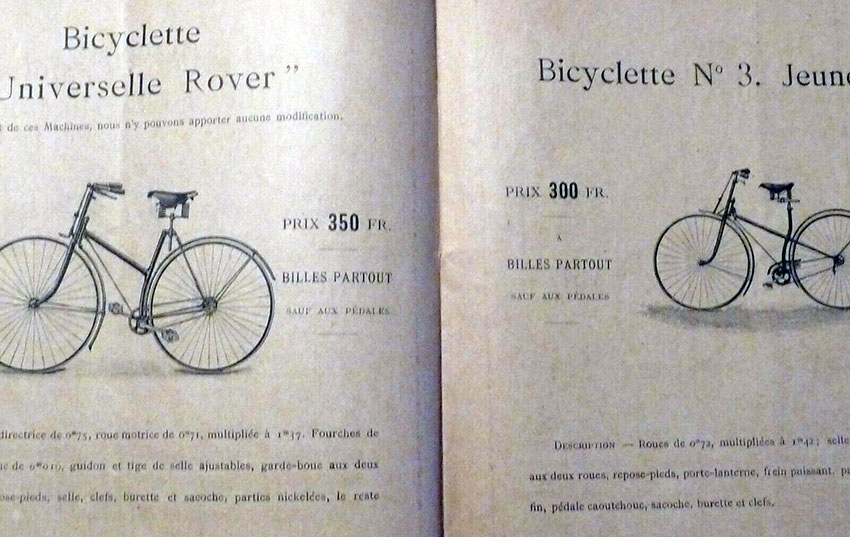 Bicyclette
Universelle Rover"
de ces Machines, nous n'y pouvons apporter aucune modification.
PRIX 350 FR.
BILLES PARTOUT
SAUF AUX PÉDALES
directrice de 0m75, roue motrice de 0m71, multipliée à 1m37. Fourches de
de 0m010, guidon et tige de selle ajustables, garde-boue aux deux
pieds, selle, clefs, burette et sacoche, parties nickelées, le reste
Bicyclette No 3. Jeune
PRIX 300 FR.
A
BILLES PARTOUT
SAUF AUX PÉDALES
DESCRIPTION — Roues de 0m72, multipliées à 1m42; selle
aux deux roues, repose-pieds, porte-lanterne, frein puissant,
fin, pédale caoutchouc, sacoche, burette et clefs.